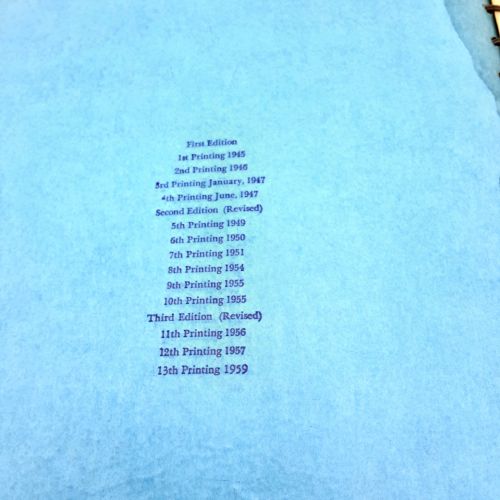 First Edition
1st Printing 1945
2nd Printing 1946
3rd Printing January, 1947
4th Printing June, 1947
Second Edition (Revised)
5th Printing 1949
6th Printing 1950
7th Printing 1951
8th Printing 1954
9th Printing 1955
10th Printing 1955
Third Edition (Revised)
11th Printing 1956
12th Printing 1957
13th Printing 1959